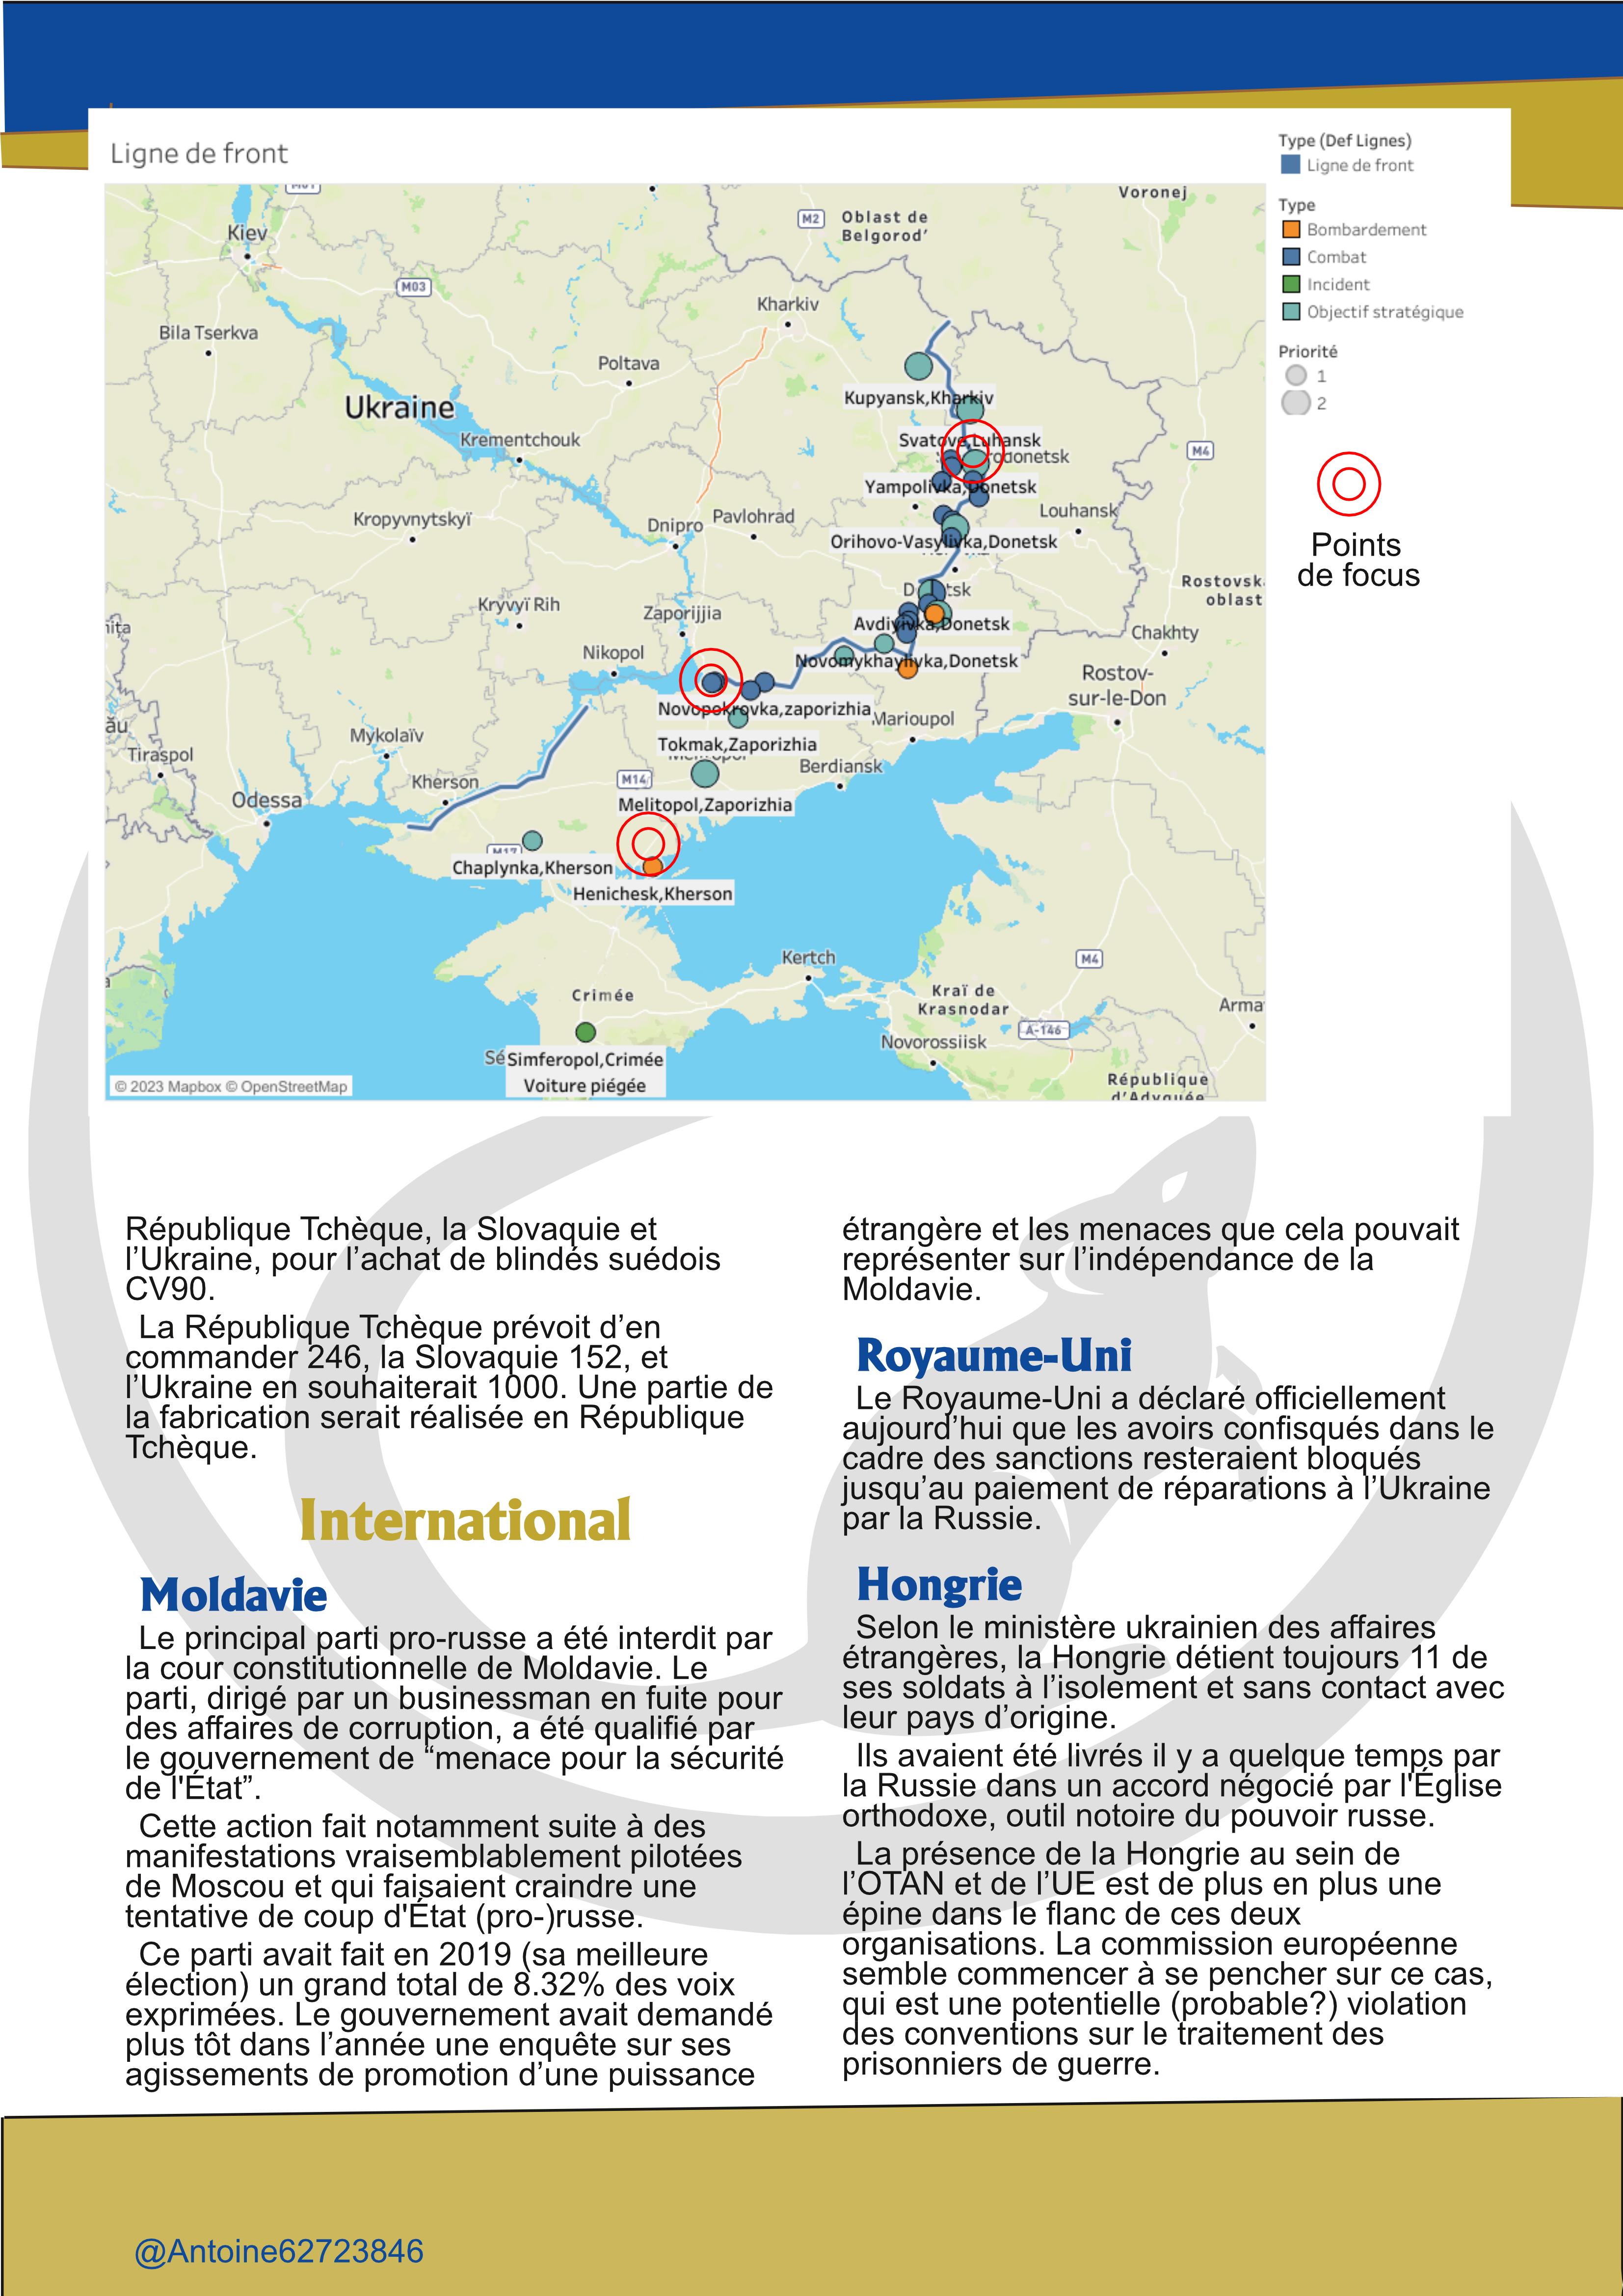 Ligne de front
Type (Def Lignes)
Ligne de front
Type
Bombardement
Combat
Incident
Objectif stratégique
Priorité
1
2
Points
de focus
Voronej
M2
Oblast de
Belgorod'
Kiev
M03
Kharkiv
Bila Tserkva
Poltava
Ukraine
Kupyansk,Kharkiv
Krementchouk
Svatove,Luhansk
M4
Yampolivka,Donetsk
Kropyvnytskyï
Dnipro
Pavlohrad
Louhansk
Orihovo-Vasylivka,Donetsk
Kryvyï Rih
Zaporijjia
Rostovsk
oblast
Avdiyivka,Donetsk
Chakhty
Nikopol
Novomykhaylivka,Donetsk
Rostov-
sur-le-Don
Novopokrovka,zaporizhia
Marioupol
Mykolaïv
Tokmak,Zaporizhia
Tiraspol
Berdiansk
Kherson
M14
Odessa
Melitopol,Zaporizhia
M17
Chaplynka,Kherson
Henichesk,Kherson
Kertch
M4
Crimée
Kraï de
Krasnodar
Arma
A-146
Novorossiisk
Simferopol,Crimée
Voiture piégée
République
d'Adyguée
© 2023 Mapbox © OpenStreetMap
République Tchèque, la Slovaquie et
l’Ukraine, pour l’achat de blindés suédois
CV90.
La République Tchèque prévoit d’en
commander 246, la Slovaquie 152, et
l’Ukraine en souhaiterait 1000. Une partie de
la fabrication serait réalisée en République
Tchèque.
International
Moldavie
Le principal parti pro-russe a été interdit par
la cour constitutionnelle de Moldavie. Le
parti, dirigé par un businessman en fuite pour
des affaires de corruption, a été qualifié par
le gouvernement de “menace pour la sécurité
de l'État”.
Cette action fait notamment suite à des
manifestations vraisemblablement pilotées
de Moscou et qui faisaient craindre une
tentative de coup d'État (pro-)russe.
Ce parti avait fait en 2019 (sa meilleure
élection) un grand total de 8.32% des voix
exprimées. Le gouvernement avait demandé
plus tôt dans l’année une enquête sur ses
agissements de promotion d’une puissance
étrangère et les menaces que cela pouvait
représenter sur l’indépendance de la
Moldavie.
Royaume-Uni
Le Royaume-Uni a déclaré officiellement
aujourd’hui que les avoirs confisqués dans le
cadre des sanctions resteraient bloqués
jusqu’au paiement de réparations à l’Ukraine
par la Russie.
Hongrie
Selon le ministère ukrainien des affaires
étrangères, la Hongrie détient toujours 11 de
ses soldats à l’isolement et sans contact avec
leur pays d’origine.
Ils avaient été livrés il y a quelque temps par
la Russie dans un accord négocié par l'Église
orthodoxe, outil notoire du pouvoir russe.
La présence de la Hongrie au sein de
l’OTAN et de l’UE est de plus en plus une
épine dans le flanc de ces deux
organisations. La commission européenne
semble commencer à se pencher sur ce cas,
qui est une potentielle (probable?) violation
des conventions sur le traitement des
prisonniers de guerre.
@Antoine62723846